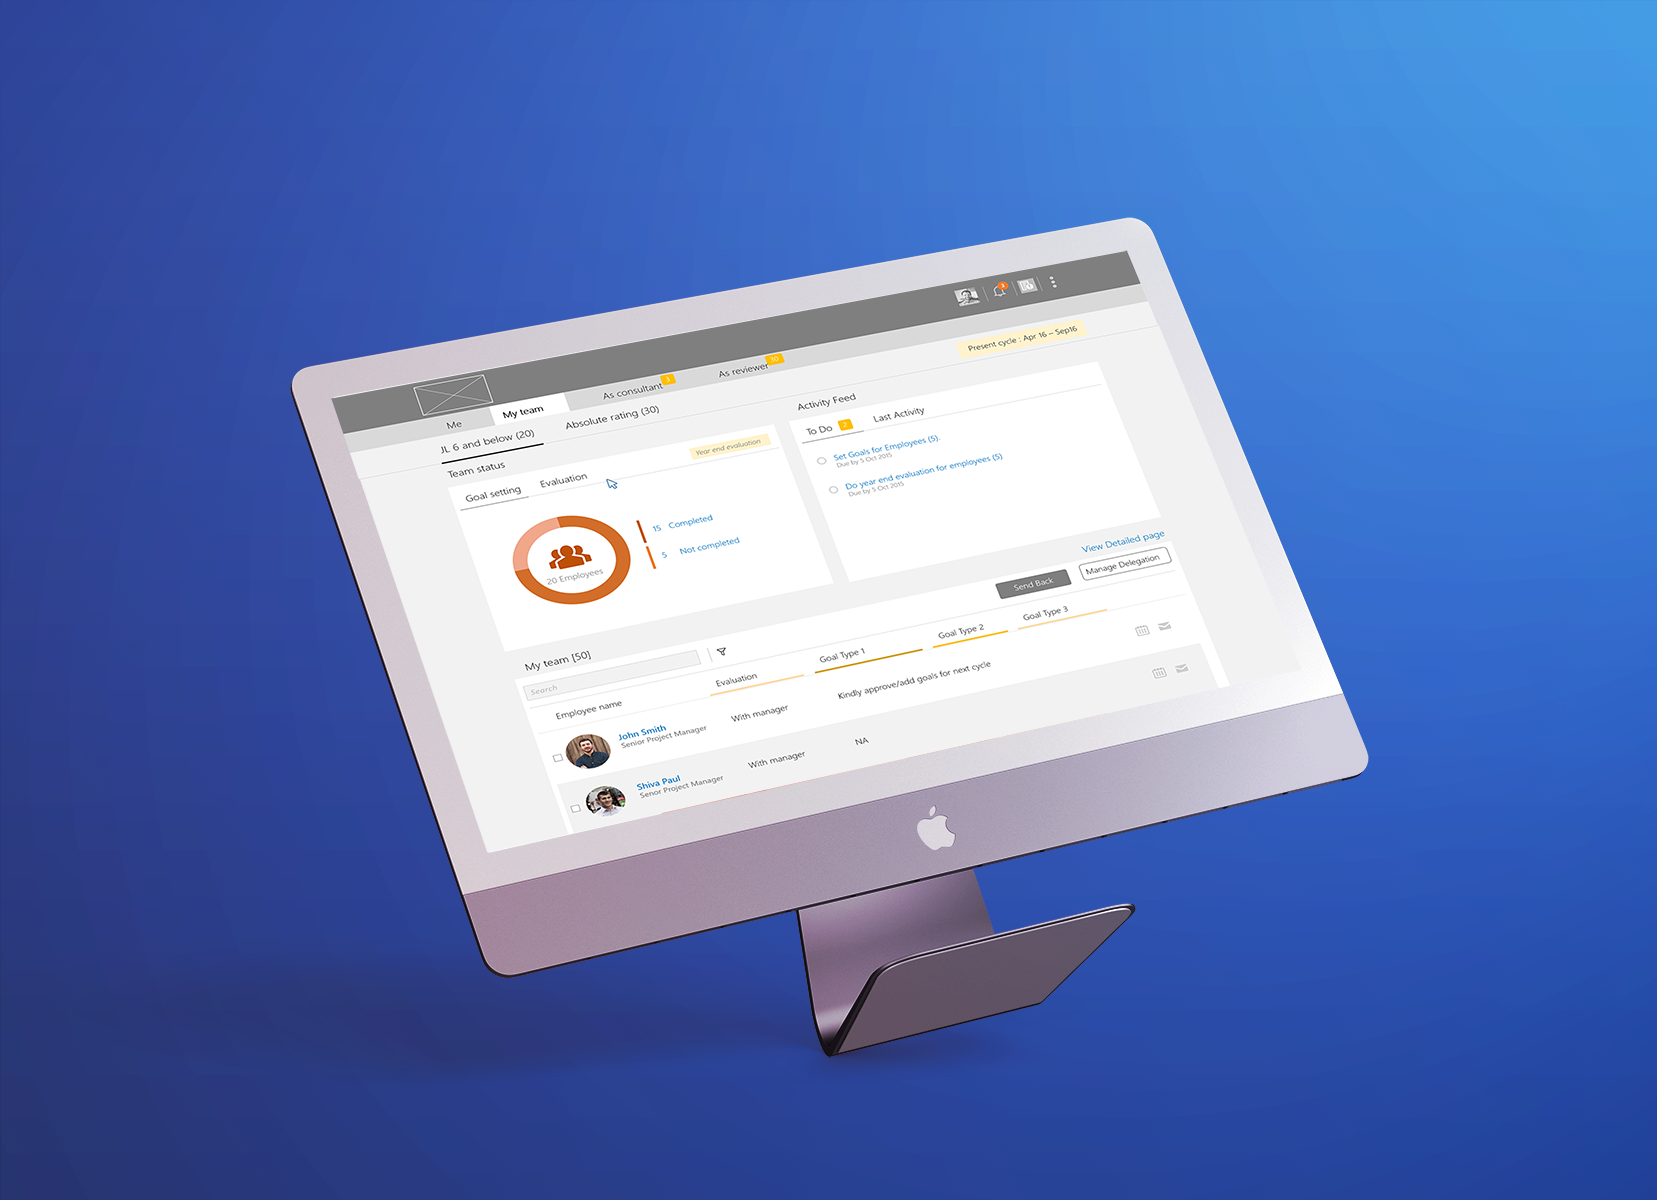 3
Present cycle : Apr 16 – Sep16
Me
My team
As consultant
3
As reviewer
10
JL 6 and below (20)
Absolute rating (30)
Team status
Year end evaluation
Goal setting
Evaluation
20 Employees
15 Completed
5 Not completed
Activity Feed
To Do
2
Last Activity
Set Goals for Employees (5).
Due by 5 Oct 2015
Do year end evaluation for employees (5)
Due by 5 Oct 2015
View Detailed page
Send Back
Manage Delegation
My team [50]
Search
Employee name
Evaluation
Goal Type 1
Goal Type 2
Goal Type 3
John Smith
Senior Project Manager
With manager
Kindly approve/add goals for next cycle
Shiva Paul
Senor Project Manager
With manager
NA